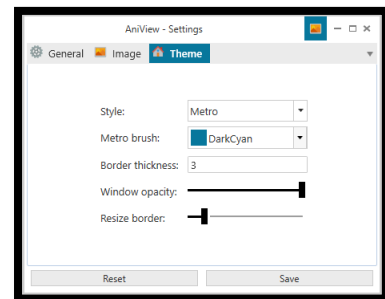 AniView - Settings
General Image Theme
Style: Metro
Metro brush: DarkCyan
Border thickness: 3
Window opacity:
Resize border:
Reset Save